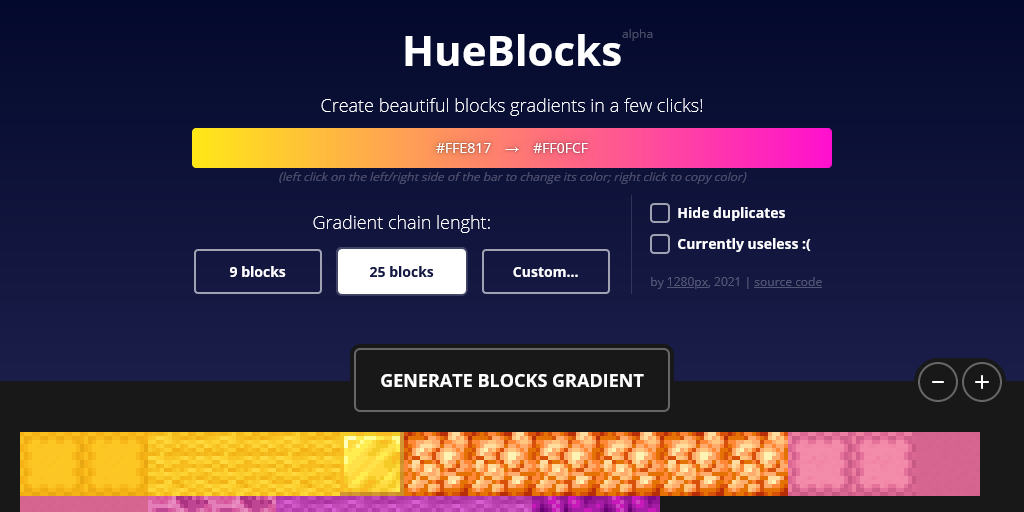 HueBlocks alpha
Create beautiful blocks gradients in a few clicks!
#FFE817 → #FF0FCF
(left click on the left/right side of the bar to change its color; right click to copy color)
Gradient chain lenght:
9 blocks
25 blocks
Custom...
Hide duplicates
Currently useless :(
by 1280px, 2021 | source code
GENERATE BLOCKS GRADIENT
− +